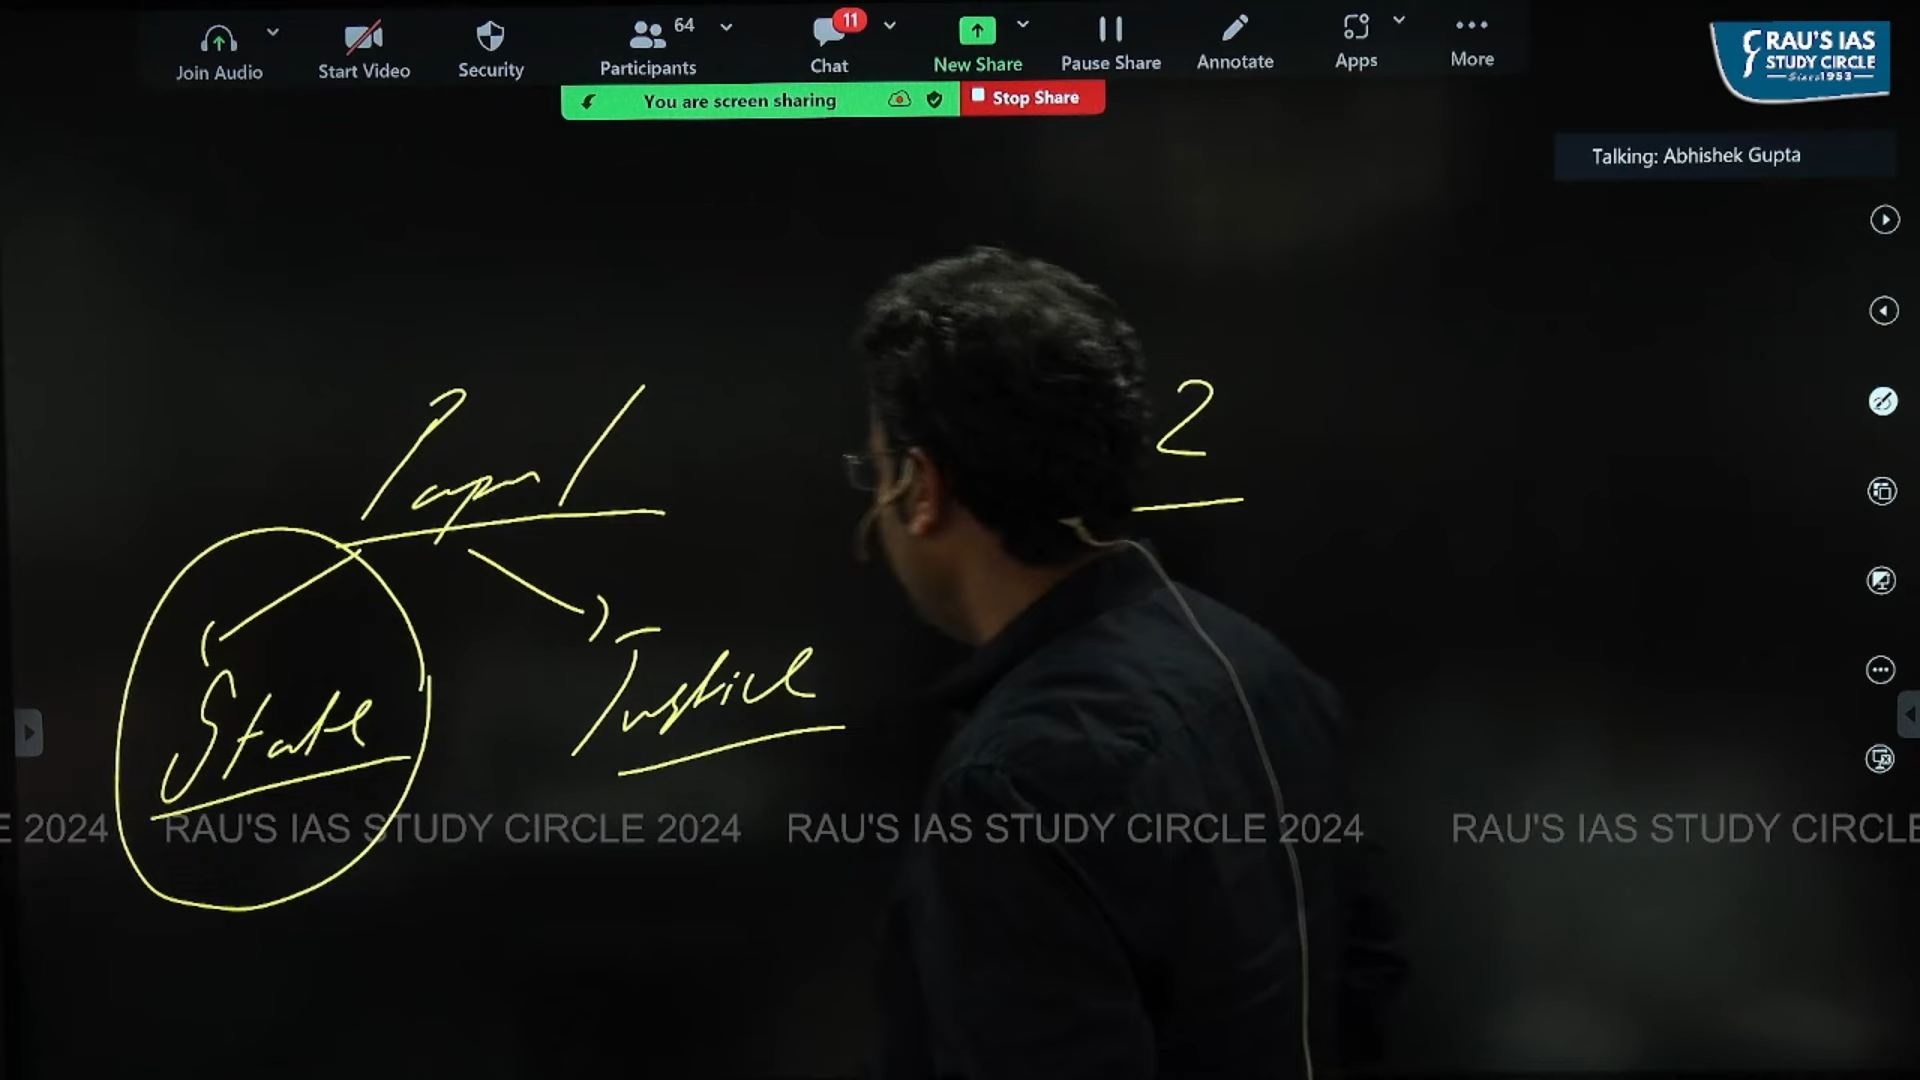 Join Audio
Start Video
Security
Participants 64
Chat 11
New Share
Pause Share
Annotate
Apps
More
You are screen sharing
Stop Share
RAU'S IAS
STUDY CIRCLE
Since 1953
Talking: Abhishek Gupta
Paper 1
2
State
Justice
E 2024 RAU'S IAS STUDY CIRCLE 2024 RAU'S IAS STUDY CIRCLE 2024 RAU'S IAS STUDY CIRCLE